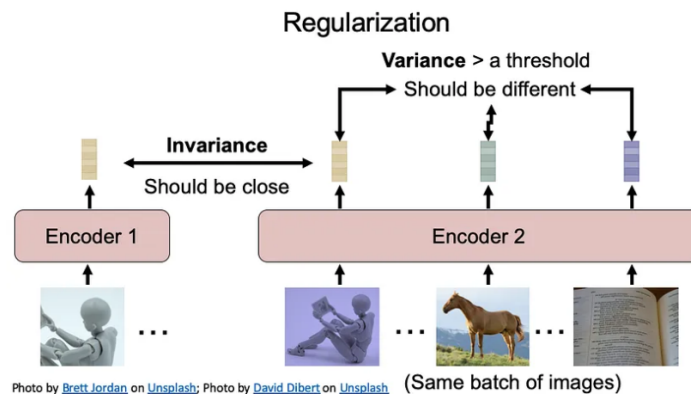 Regularization
Variance > a threshold
Should be different
Invariance
Should be close
Encoder 1
Encoder 2
... ... ...
(Same batch of images)
Photo by Brett Jordan on Unsplash; Photo by David Dibert on Unsplash